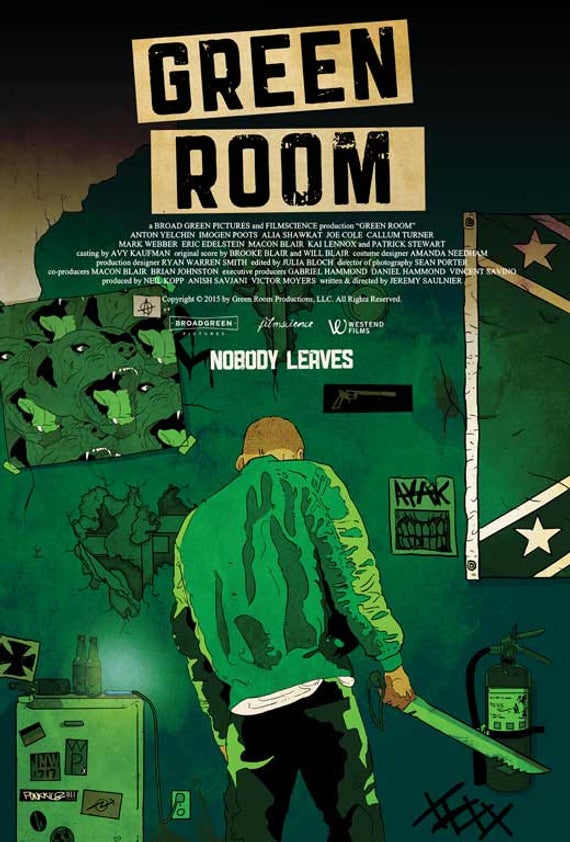 GREEN
ROOM
a BROAD GREEN PICTURES and FILMSCIENCE production "GREEN ROOM"
ANTON YELCHIN IMOGEN POOTS ALIA SHAWKAT JOE COLE CALLUM TURNER
MARK WEBBER ERIC EDELSTEIN MACON BLAIR KAI LENNOX and PATRICK STEWART
casting by AVY KAUFMAN original score by BROOKE BLAIR and WILL BLAIR costume designer AMANDA NEEDHAM
production designer RYAN WARREN SMITH edited by JULIA BLOCH director of photography SEAN PORTER
co-producers MACON BLAIR BRIAN JOHNSTON executive producers GABRIEL HAMMOND DANIEL HAMMOND VINCENT SAVINO
produced by NEIL KOPP ANISH SAVJANI VICTOR MOYERS written & directed by JEREMY SAULNIER
Copyright © 2015 by Green Room Productions, LLC. All Rights Reserved.
BROADGREEN
PICTURES
filmscience
WESTEND
FILMS
NOBODY LEAVES